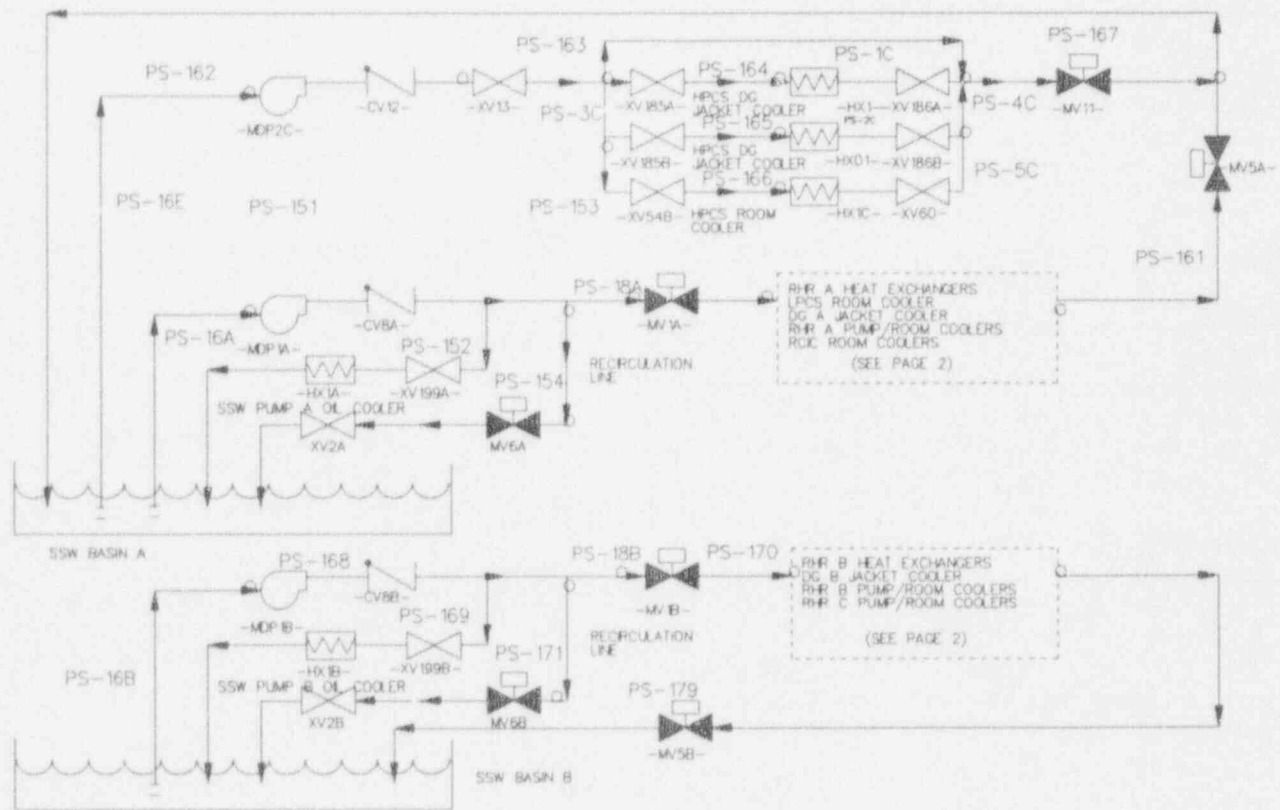 PS-163
PS-167
PS-162
PS-164
PS-1C
-CV12-
-XV13-
-MDP2C-
PS-3C
-XV185A-
HPCS DG
JACKET COOLER
-HX1-
PS-2C
-XV186A-
PS-4C
-MV11-
PS-165
-XV185B-
HPCS DG
JACKET COOLER
-HXD1-
-XV186B-
MV5A-
PS-16E
PS-151
PS-153
PS-166
PS-5C
-XV54B-
HPCS ROOM
COOLER
-HX1C-
-XV60-
PS-161
PS-18A
PS-16A
-MDP1A-
-CV8A-
-MV1A-
RHR A HEAT EXCHANGERS
LPCS ROOM COOLER
DG A JACKET COOLER
RHR A PUMP/ROOM COOLERS
RCIC ROOM COOLERS
(SEE PAGE 2)
PS-152
RECIRCULATION
LINE
-HX1A-
-XV199A-
PS-154
SSW PUMP A OIL COOLER
XV2A
MV6A
SSW BASIN A
PS-168
PS-18B
PS-170
-MDP1B-
-CV8B-
-MV1B-
RHR B HEAT EXCHANGERS
DG B JACKET COOLER
RHR B PUMP/ROOM COOLERS
RHR C PUMP/ROOM COOLERS
(SEE PAGE 2)
PS-169
RECIRCULATION
LINE
-HX1B-
-XV199B-
PS-171
PS-16B
SSW PUMP B OIL COOLER
PS-179
XV2B
MV6B
-MV5B-
SSW BASIN B